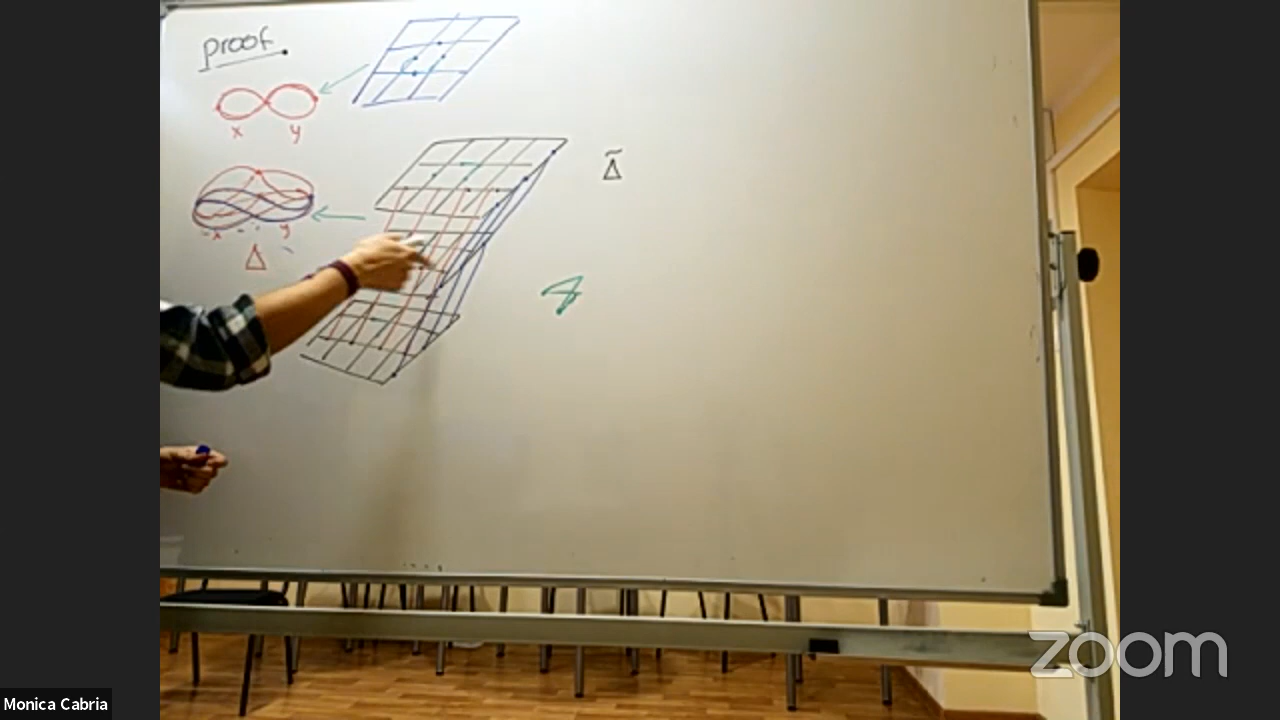 proof.
x y
x y
Δ
Δ̃
Monica Cabria
zoom